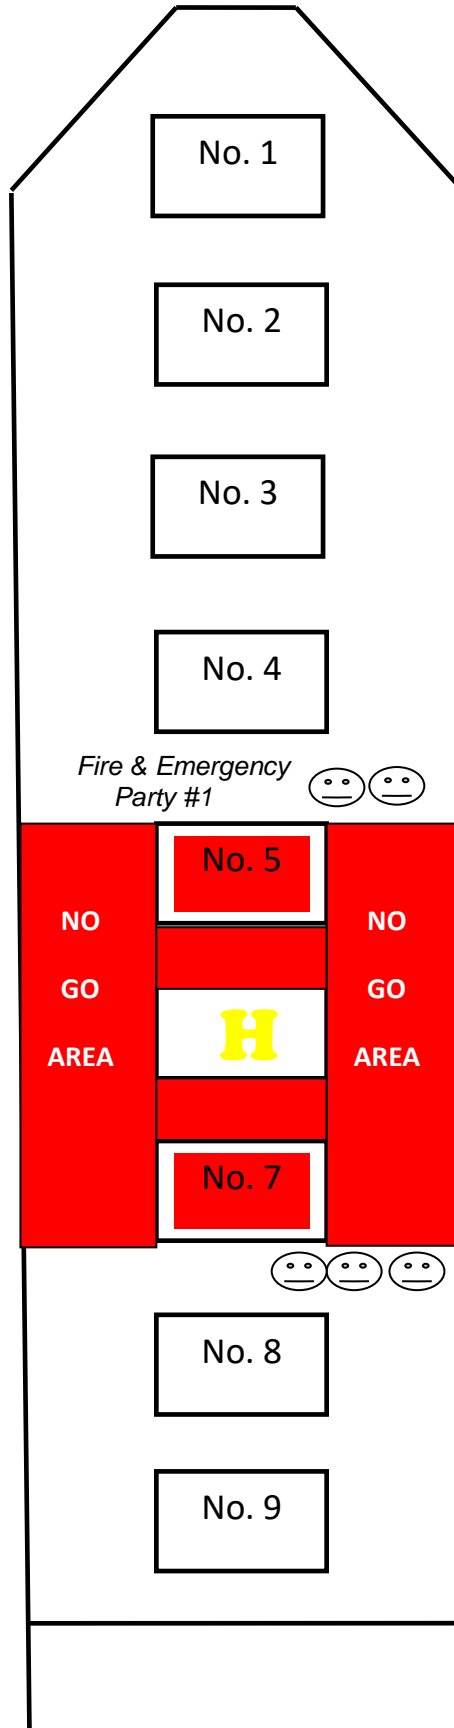 No. 1
No. 2
No. 3
No. 4
Fire & Emergency
Party #1
No. 5
NO
GO
AREA
H
NO
GO
AREA
No. 7
No. 8
No. 9